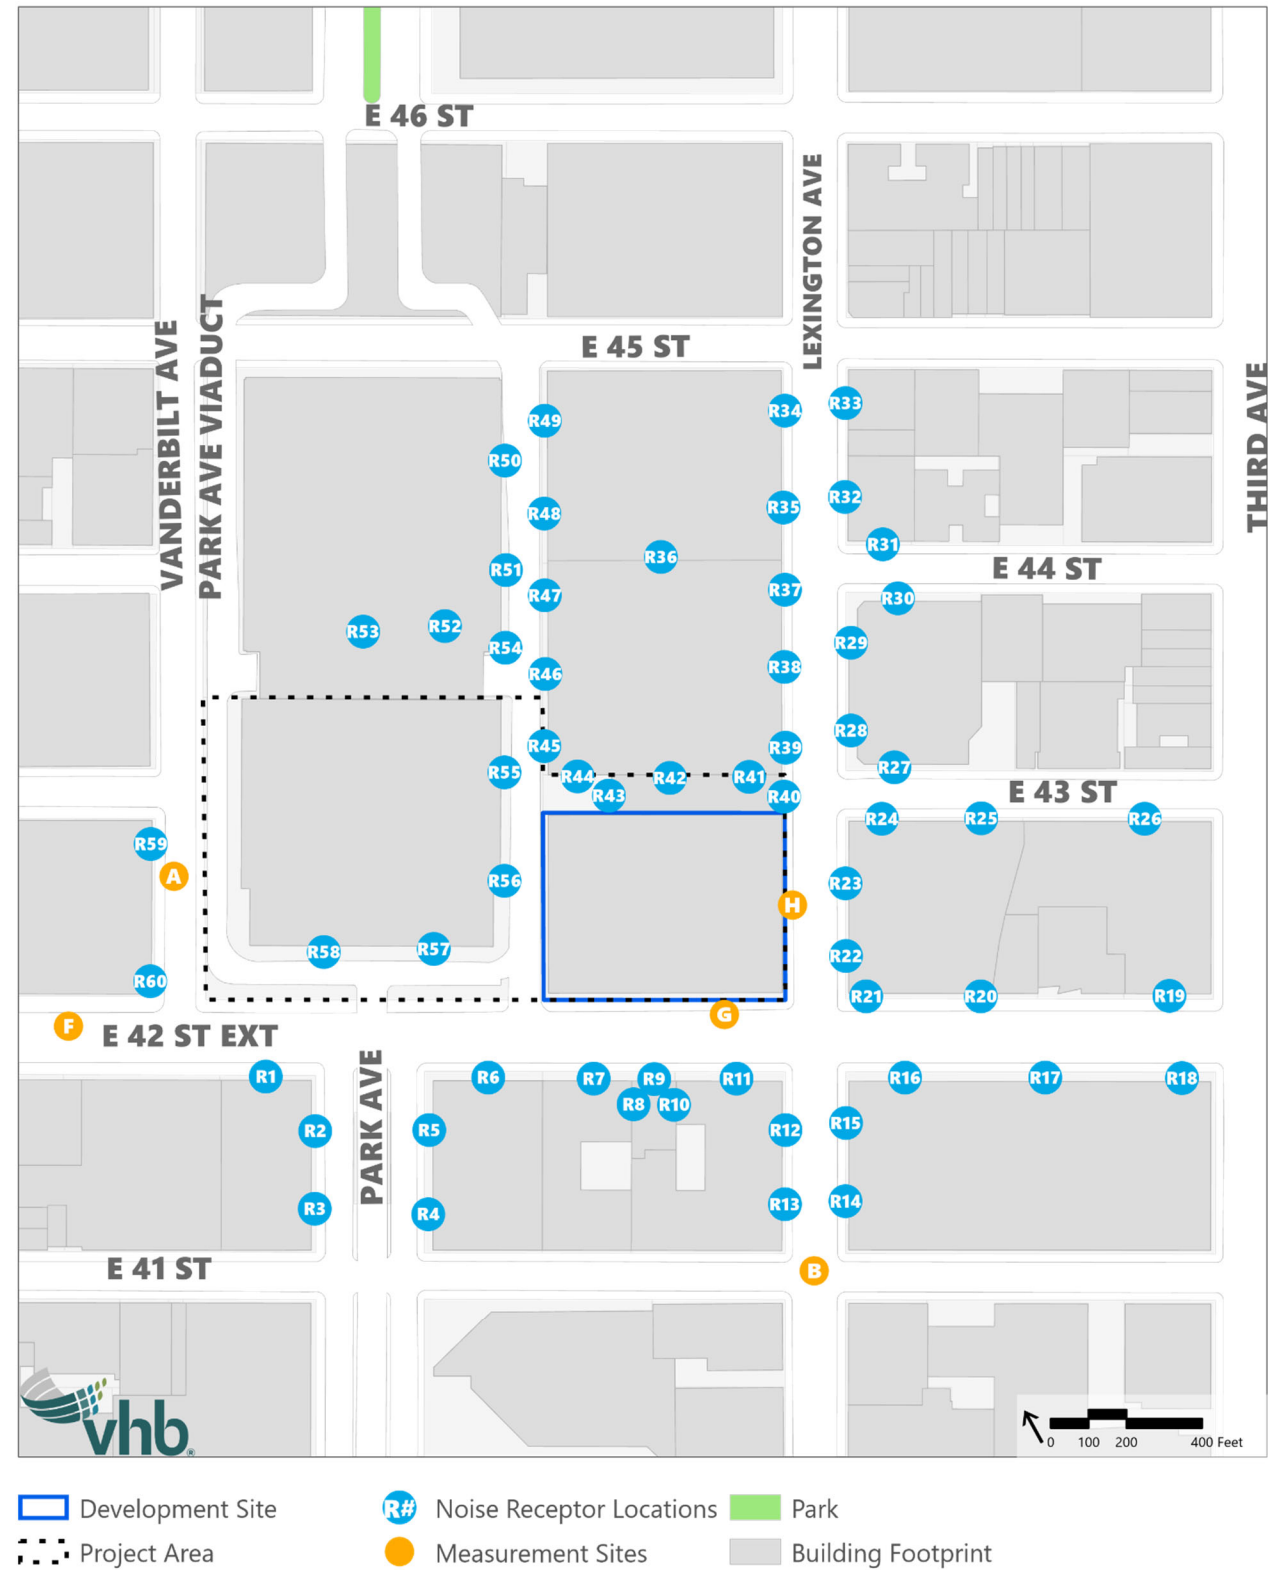 E 46 ST
LEXINGTON AVE
E 45 ST
VANDERBILT AVE
PARK AVE VIADUCT
THIRD AVE
R33
R34
R49
R50
R32
R35
R48
R31
R36
E 44 ST
R51
R37
R47
R30
R52
R53
R29
R54
R38
R46
R28
R45
R39
R27
R55
R44
R42
R41
E 43 ST
R43
R40
R24
R25
R26
R59
A
R56
R23
H
R57
R58
R22
R60
R21
R20
R19
G
F
E 42 ST EXT
PARK AVE
R1
R6
R7
R9
R11
R16
R17
R18
R8
R10
R2
R5
R12
R15
R3
R4
R13
R14
E 41 ST
B
vhb®
0 100 200 400 Feet
Development Site
R# Noise Receptor Locations
Park
Project Area
Measurement Sites
Building Footprint